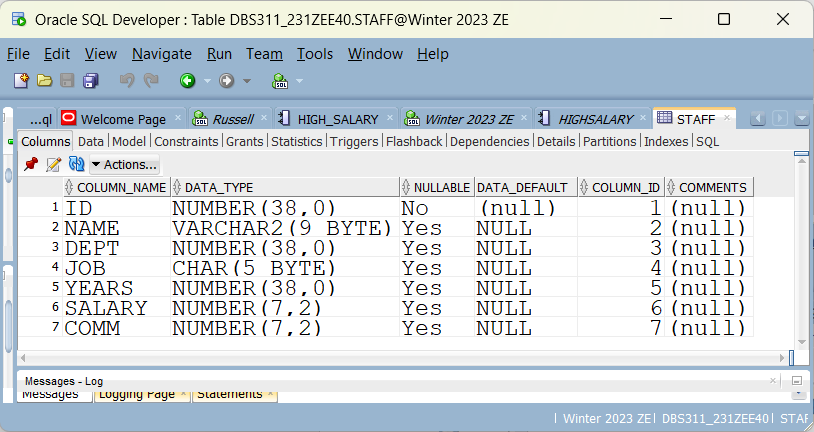 Oracle SQL Developer : Table DBS311_231ZEE40.STAFF@Winter 2023 ZE
File Edit View Navigate Run Team Tools Window Help
...ql Welcome Page Russell HIGH_SALARY Winter 2023 ZE HIGHSALARY STAFF
Columns Data Model Constraints Grants Statistics Triggers Flashback Dependencies Details Partitions Indexes SQL
Actions...
COLUMN_NAME DATA_TYPE NULLABLE DATA_DEFAULT COLUMN_ID COMMENTS
1 ID NUMBER(38,0) No (null) 1 (null)
2 NAME VARCHAR2(9 BYTE) Yes NULL 2 (null)
3 DEPT NUMBER(38,0) Yes NULL 3 (null)
4 JOB CHAR(5 BYTE) Yes NULL 4 (null)
5 YEARS NUMBER(38,0) Yes NULL 5 (null)
6 SALARY NUMBER(7,2) Yes NULL 6 (null)
7 COMM NUMBER(7,2) Yes NULL 7 (null)
Messages - Log
Messages Logging Page Statements
Winter 2023 ZE DBS311_231ZEE40 STAF